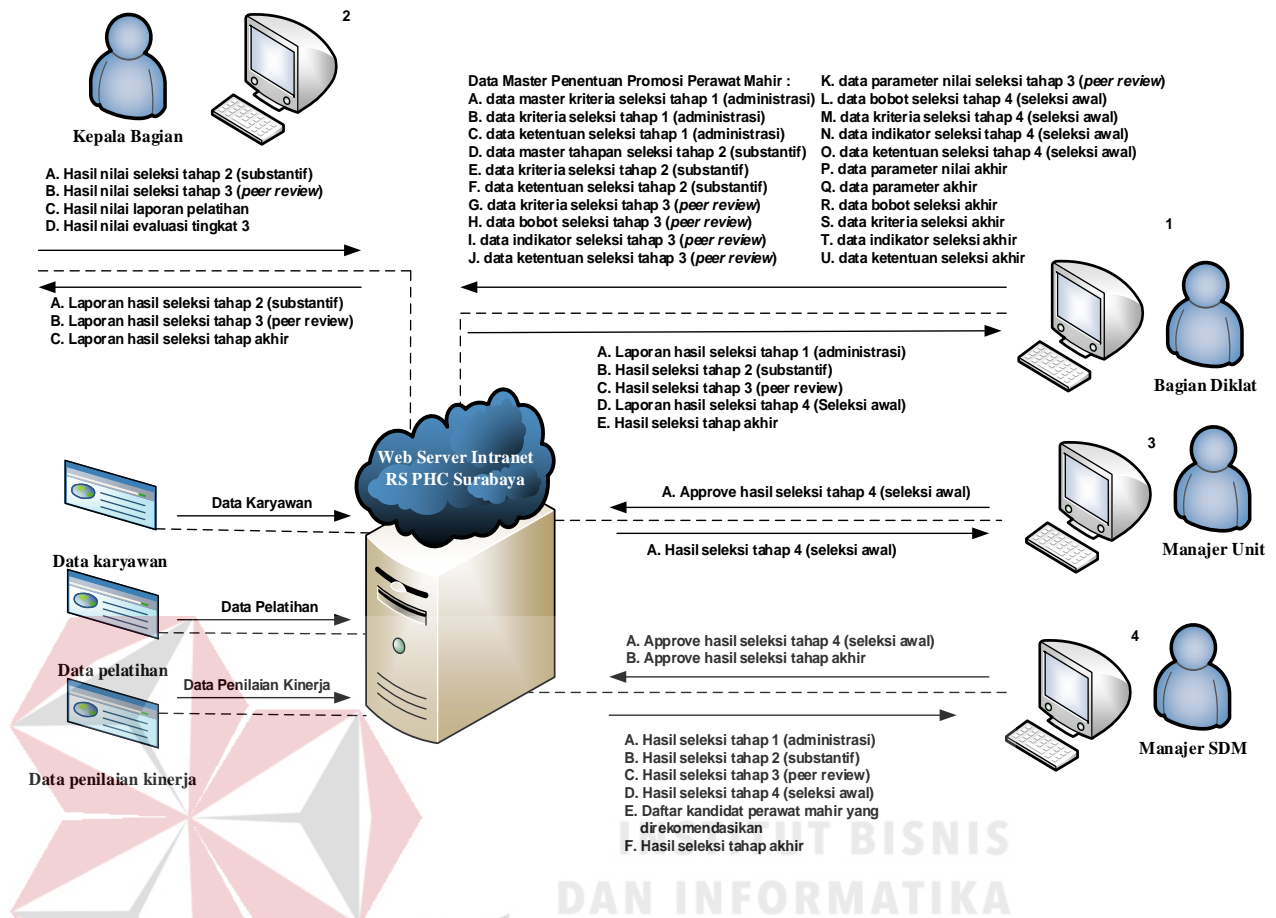 2
Kepala Bagian
A. Hasil nilai seleksi tahap 2 (substantif)
B. Hasil nilai seleksi tahap 3 (peer review)
C. Hasil nilai laporan pelatihan
D. Hasil nilai evaluasi tingkat 3
A. Laporan hasil seleksi tahap 2 (substantif)
B. Laporan hasil seleksi tahap 3 (peer review)
C. Laporan hasil seleksi tahap akhir
Data Master Penentuan Promosi Perawat Mahir :
A. data master kriteria seleksi tahap 1 (administrasi)
B. data kriteria seleksi tahap 1 (administrasi)
C. data ketentuan seleksi tahap 1 (administrasi)
D. data master tahapan seleksi tahap 2 (substantif)
E. data kriteria seleksi tahap 2 (substantif)
F. data ketentuan seleksi tahap 2 (substantif)
G. data kriteria seleksi tahap 3 (peer review)
H. data bobot seleksi tahap 3 (peer review)
I. data indikator seleksi tahap 3 (peer review)
J. data ketentuan seleksi tahap 3 (peer review)
K. data parameter nilai seleksi tahap 3 (peer review)
L. data bobot seleksi tahap 4 (seleksi awal)
M. data kriteria seleksi tahap 4 (seleksi awal)
N. data indikator seleksi tahap 4 (seleksi awal)
O. data ketentuan seleksi tahap 4 (seleksi awal)
P. data parameter nilai akhir
Q. data parameter akhir
R. data bobot seleksi akhir
S. data kriteria seleksi akhir
T. data indikator seleksi akhir
U. data ketentuan seleksi akhir
1
Bagian Diklat
A. Laporan hasil seleksi tahap 1 (administrasi)
B. Hasil seleksi tahap 2 (substantif)
C. Hasil seleksi tahap 3 (peer review)
D. Laporan hasil seleksi tahap 4 (Seleksi awal)
E. Hasil seleksi tahap akhir
Web Server Intranet
RS PHC Surabaya
Data Karyawan
Data karyawan
Data Pelatihan
Data pelatihan
Data Penilaian Kinerja
Data penilaian kinerja
3
A. Approve hasil seleksi tahap 4 (seleksi awal)
A. Hasil seleksi tahap 4 (seleksi awal)
Manajer Unit
4
A. Approve hasil seleksi tahap 4 (seleksi awal)
B. Approve hasil seleksi tahap akhir
Manajer SDM
A. Hasil seleksi tahap 1 (administrasi)
B. Hasil seleksi tahap 2 (substantif)
C. Hasil seleksi tahap 3 (peer review)
D. Hasil seleksi tahap 4 (seleksi awal)
E. Daftar kandidat perawat mahir yang
direkomendasikan
F. Hasil seleksi tahap akhir
INSTITUT BISNIS
DAN INFORMATIKA